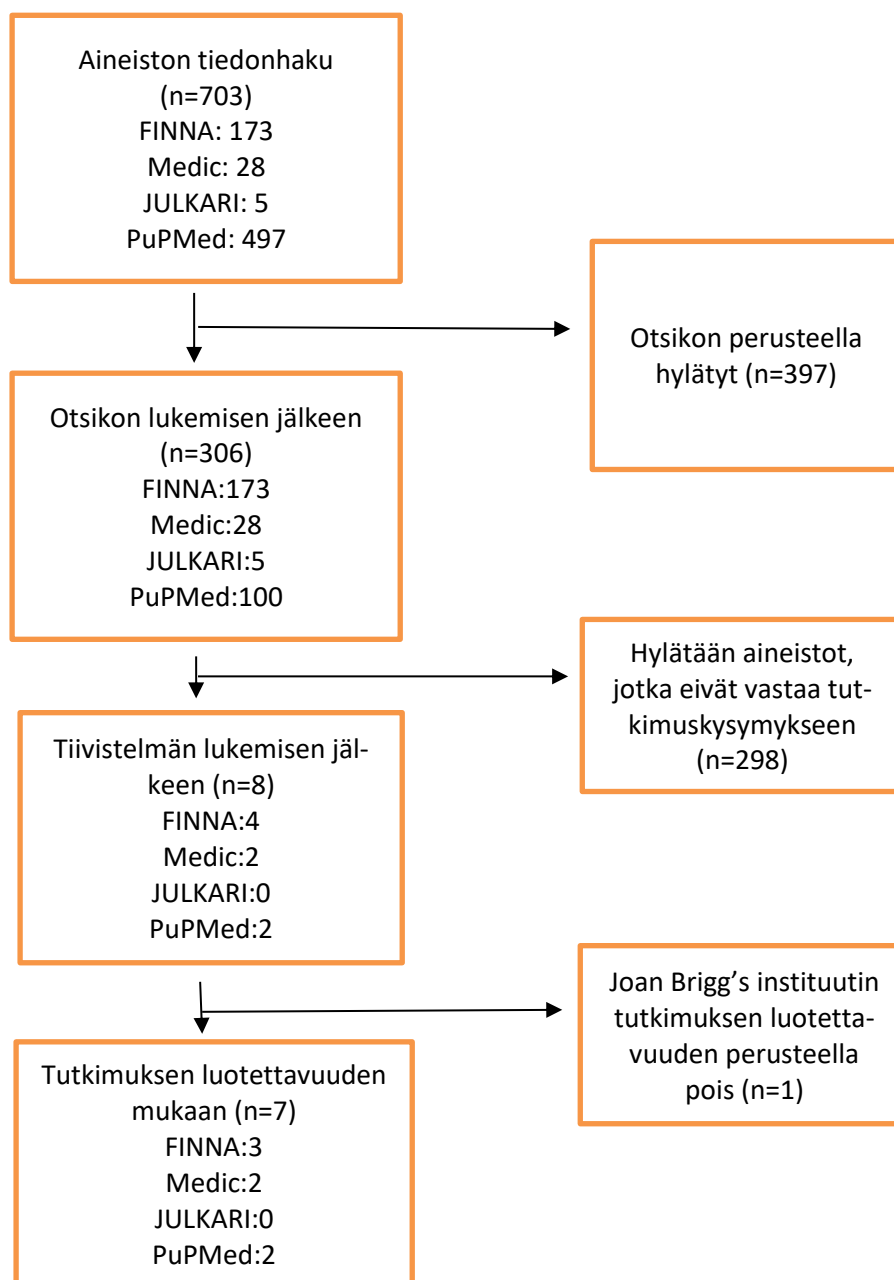 Aineiston tiedonhaku
(n=703)
FINNA: 173
Medic: 28
JULKARI: 5
PuPMed: 497
Otsikon perusteella
hylätyt (n=397)
Otsikon lukemisen jälkeen
(n=306)
FINNA:173
Medic:28
JULKARI:5
PuPMed:100
Hylätään aineistot,
jotka eivät vastaa tut-
kimuskysymykseen
(n=298)
Tiivistelmän lukemisen jäl-
keen (n=8)
FINNA:4
Medic:2
JULKARI:0
PuPMed:2
Joan Brigg’s instituutin
tutkimuksen luotetta-
vuuden perusteella
pois (n=1)
Tutkimuksen luotettavuuden
mukaan (n=7)
FINNA:3
Medic:2
JULKARI:0
PuPMed:2